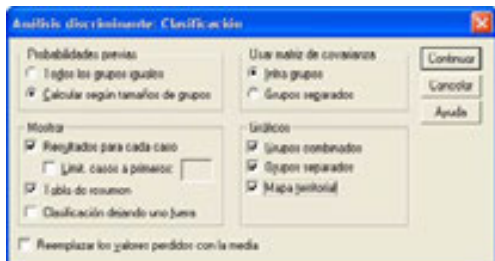 Análisis discriminante: Clasificación
Probabilidades previas
Todos los grupos iguales
Calcular según tamaños de grupos
Usar matriz de covarianza
Intra grupos
Grupos separados
Continuar
Cancelar
Ayuda
Mostrar
Resultados para cada caso
Limit. casos a primeros:
Tabla de resumen
Clasificación dejando uno fuera
Gráficos
Grupos combinados
Grupos separados
Mapa territorial
Reemplazar los valores perdidos con la media